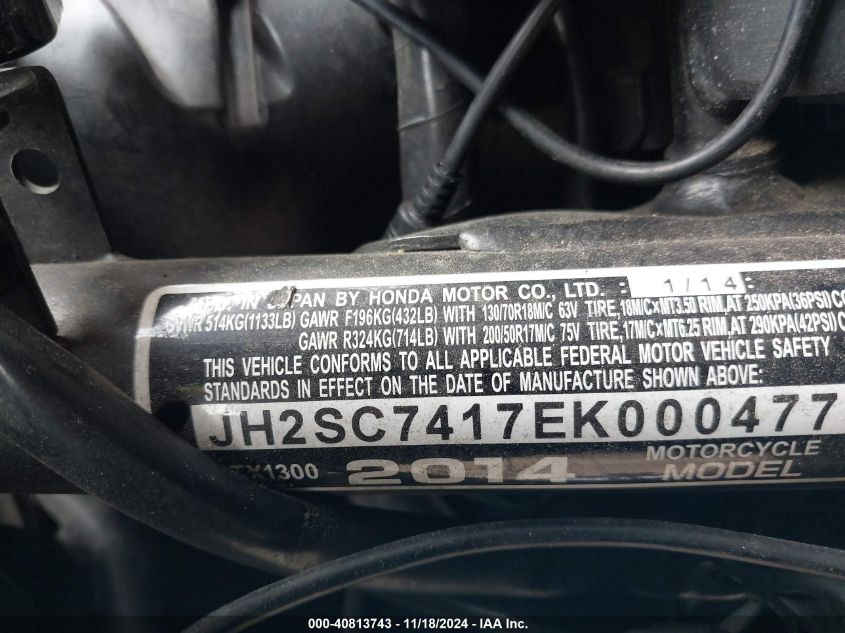 MADE IN JAPAN BY HONDA MOTOR CO., LTD. 1/14
GVWR 514KG(1133LB) GAWR F196KG(432LB) WITH 130/70R18M/C 63V TIRE,18M/CxMT3.50 RIM,AT 250KPA(36PSI)
GAWR R324KG(714LB) WITH 200/50R17M/C 75V TIRE,17M/CxMT6.25 RIM,AT 290KPA(42PSI)
THIS VEHICLE CONFORMS TO ALL APPLICABLE FEDERAL MOTOR VEHICLE SAFETY
STANDARDS IN EFFECT ON THE DATE OF MANUFACTURE SHOWN ABOVE:
JH2SC7417EK000477
TX1300 2014 MOTORCYCLE MODEL
000-40813743 - 11/18/2024 - IAA Inc.